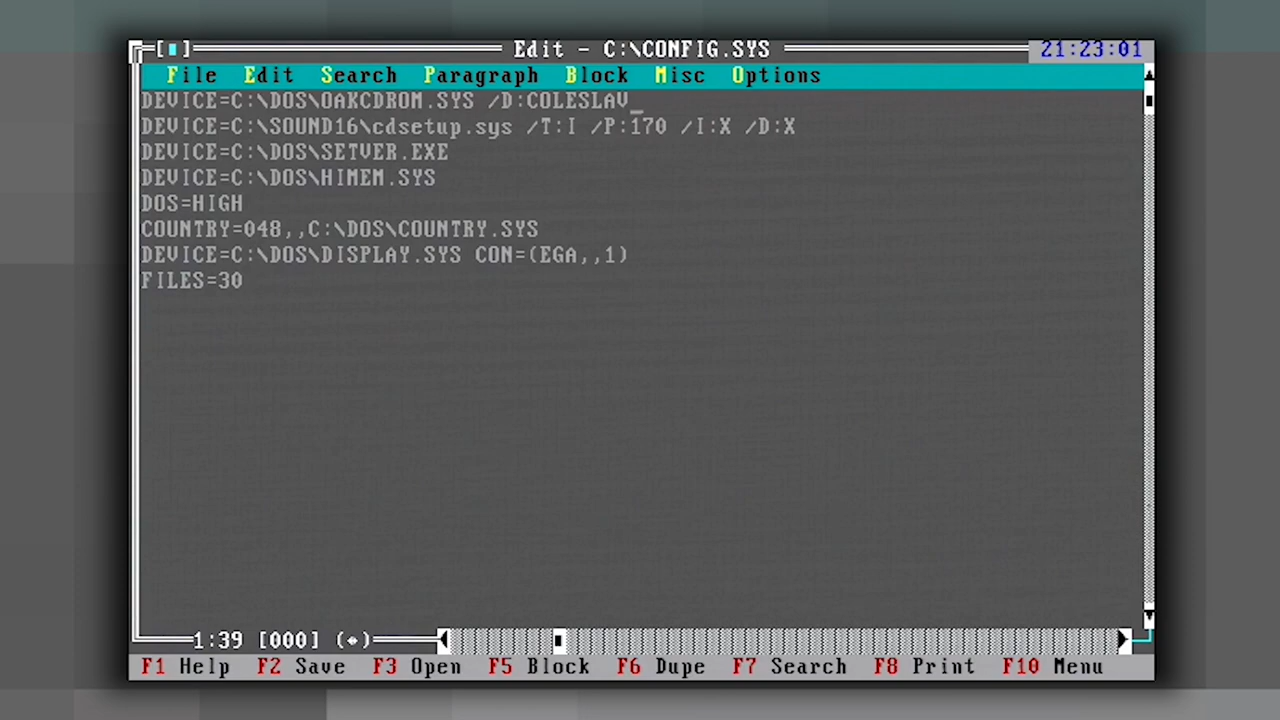 [■] Edit - C:\CONFIG.SYS 21:23:01
File Edit Search Paragraph Block Misc Options
DEVICE=C:\DOS\OAKCDROM.SYS /D:COLESLAV_
DEVICE=C:\SOUND16\cdsetup.sys /T:I /P:170 /I:X /D:X
DEVICE=C:\DOS\SETVER.EXE
DEVICE=C:\DOS\HIMEM.SYS
DOS=HIGH
COUNTRY=048,,C:\DOS\COUNTRY.SYS
DEVICE=C:\DOS\DISPLAY.SYS CON=(EGA,,1)
FILES=30
1:39 [000] (*)
F1 Help F2 Save F3 Open F5 Block F6 Dupe F7 Search F8 Print F10 Menu